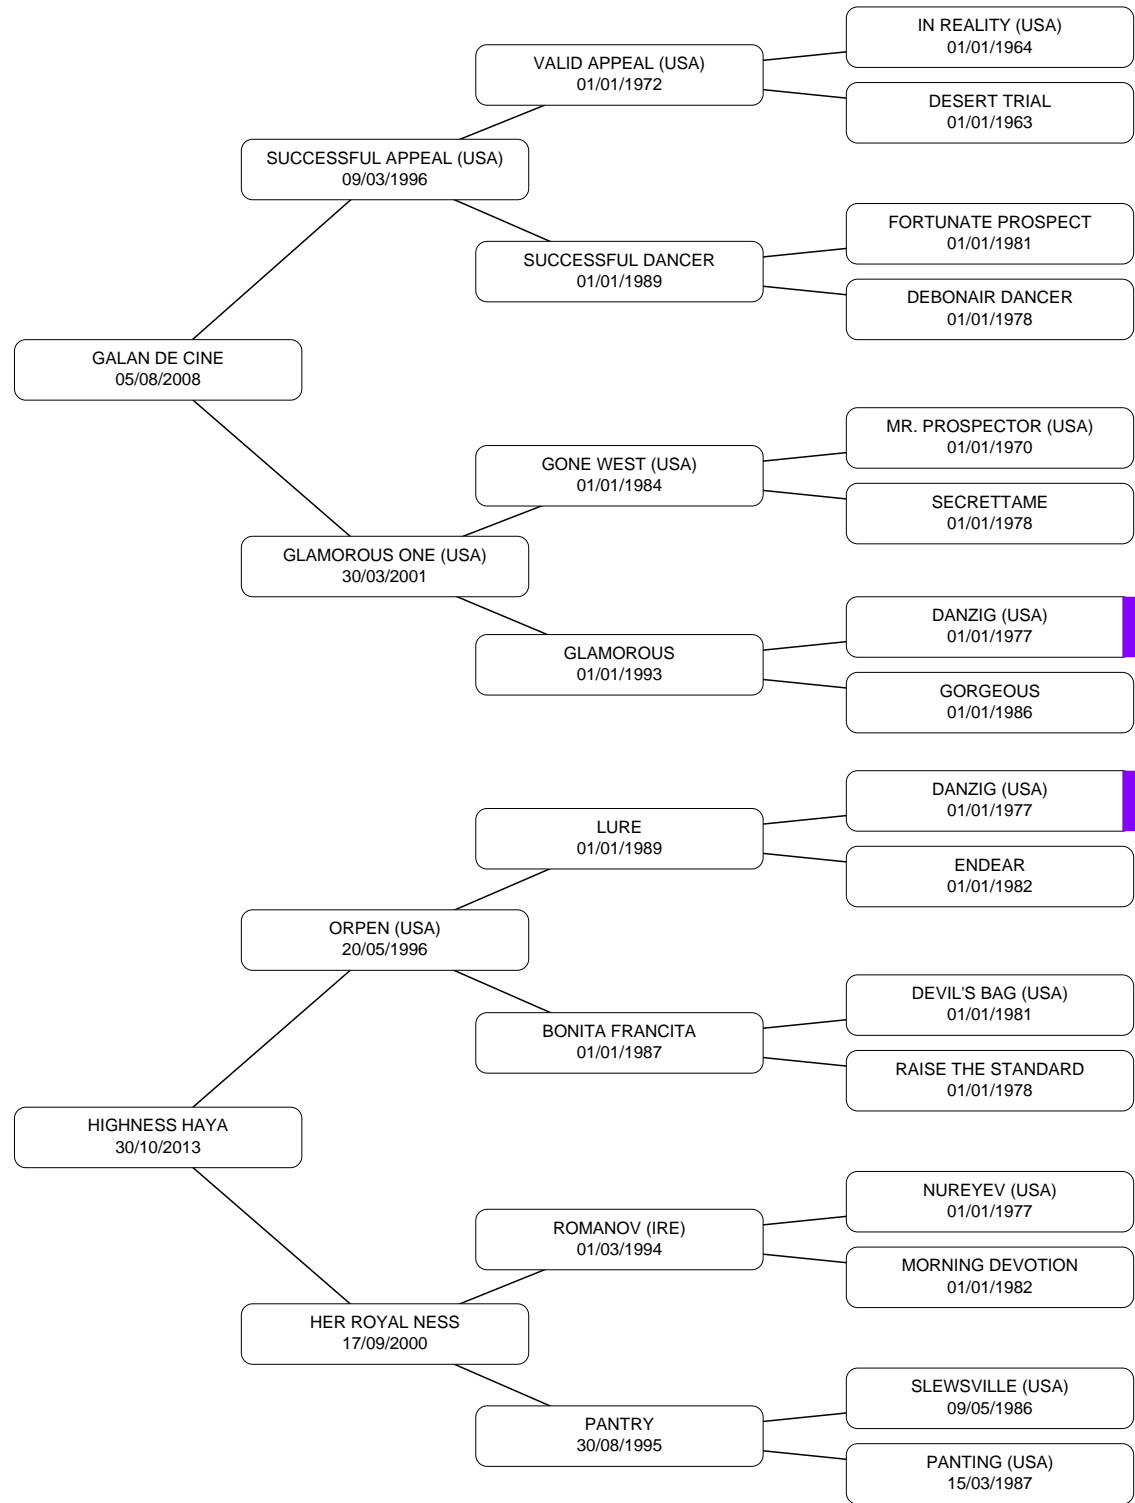 IN REALITY (USA)
01/01/1964
VALID APPEAL (USA)
01/01/1972
DESERT TRIAL
01/01/1963
SUCCESSFUL APPEAL (USA)
09/03/1996
FORTUNATE PROSPECT
01/01/1981
SUCCESSFUL DANCER
01/01/1989
DEBONAIR DANCER
01/01/1978
GALAN DE CINE
05/08/2008
MR. PROSPECTOR (USA)
01/01/1970
GONE WEST (USA)
01/01/1984
SECRETTAME
01/01/1978
GLAMOROUS ONE (USA)
30/03/2001
DANZIG (USA)
01/01/1977
GLAMOROUS
01/01/1993
GORGEOUS
01/01/1986
DANZIG (USA)
01/01/1977
LURE
01/01/1989
ENDEAR
01/01/1982
ORPEN (USA)
20/05/1996
DEVIL'S BAG (USA)
01/01/1981
BONITA FRANCITA
01/01/1987
RAISE THE STANDARD
01/01/1978
HIGHNESS HAYA
30/10/2013
NUREYEV (USA)
01/01/1977
ROMANOV (IRE)
01/03/1994
MORNING DEVOTION
01/01/1982
HER ROYAL NESS
17/09/2000
SLEWSVILLE (USA)
09/05/1986
PANTRY
30/08/1995
PANTING (USA)
15/03/1987